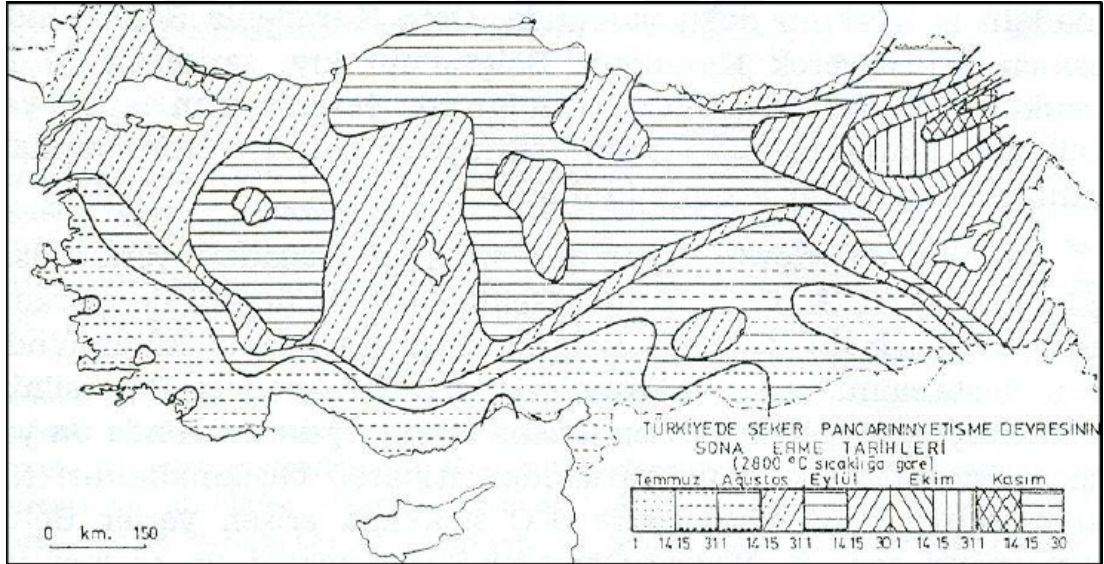 TÜRKİYE'DE ŞEKER PANCARININ YETİSME DEVRESİNİN
SONA ERME TARİHLERİ
(2800 °C sıcaklığa göre)
Temmuz Ağustos Eylül Ekim Kasım
1 14 15 31 1 14 15 31 1 14 15 30 1 14 15 31 1 14 15 30
0 km. 150